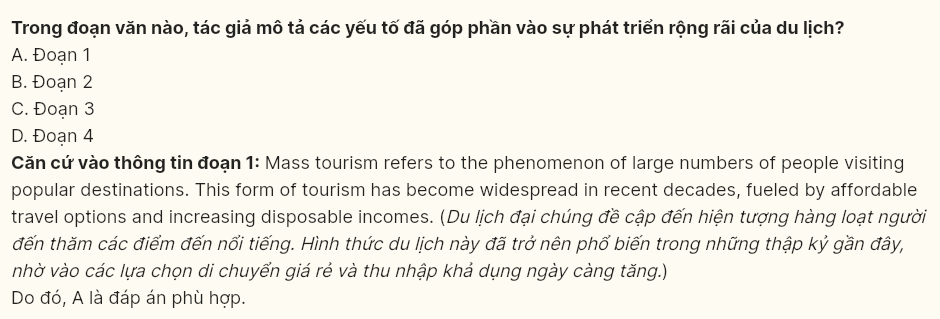 Trong đoạn văn nào, tác giả mô tả các yếu tố đã góp phần vào sự phát triển rộng rãi của du lịch?
A. Đoạn 1
B. Đoạn 2
C. Đoạn 3
D. Đoạn 4
Căn cứ vào thông tin đoạn 1: Mass tourism refers to the phenomenon of large numbers of people visiting
popular destinations. This form of tourism has become widespread in recent decades, fueled by affordable
travel options and increasing disposable incomes. (Du lịch đại chúng đề cập đến hiện tượng hàng loạt người
đến thăm các điểm đến nổi tiếng. Hình thức du lịch này đã trở nên phổ biến trong những thập kỷ gần đây,
nhờ vào các lựa chọn di chuyển giá rẻ và thu nhập khả dụng ngày càng tăng.)
Do đó, A là đáp án phù hợp.